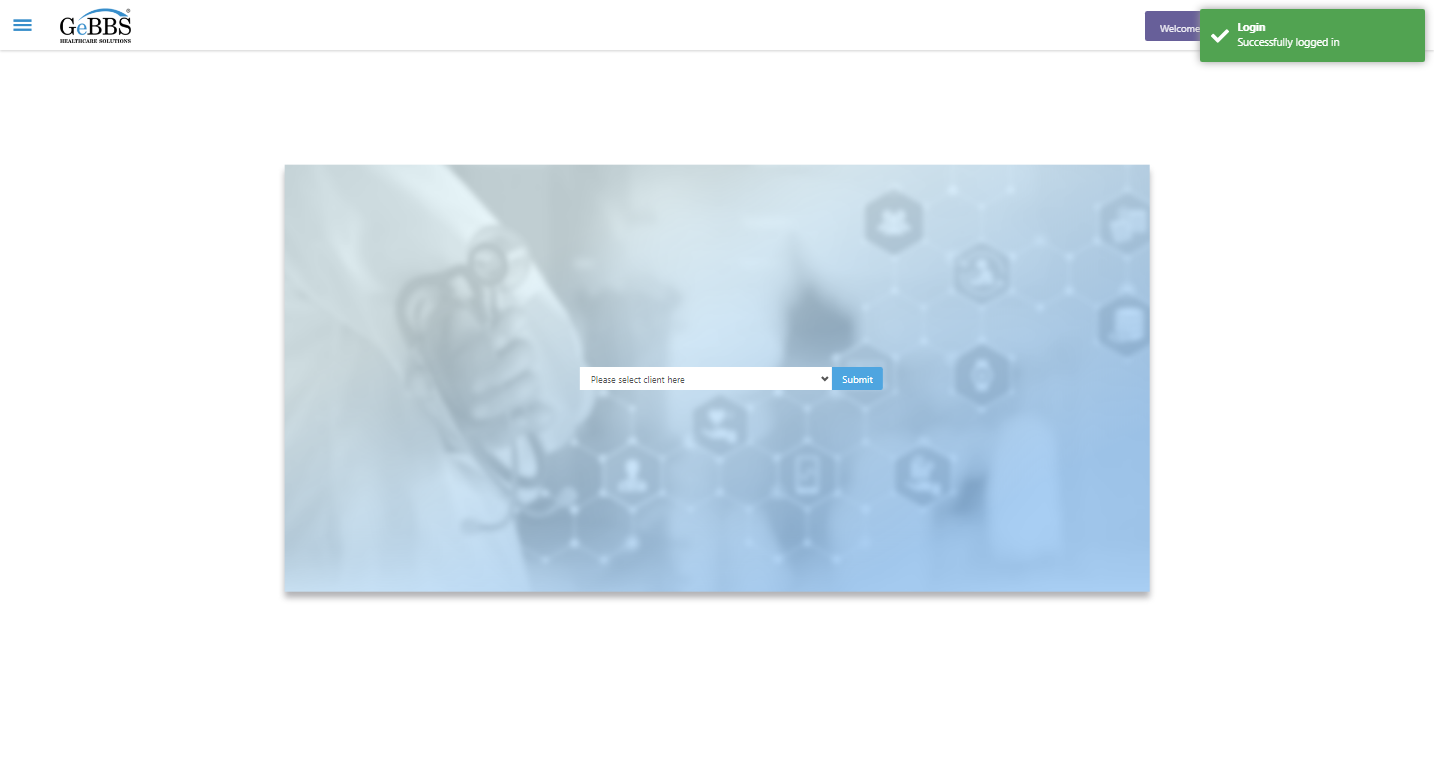 GeBBS®
HEALTHCARE SOLUTIONS
Welcome
Login
Successfully logged in
Please select client here
Submit